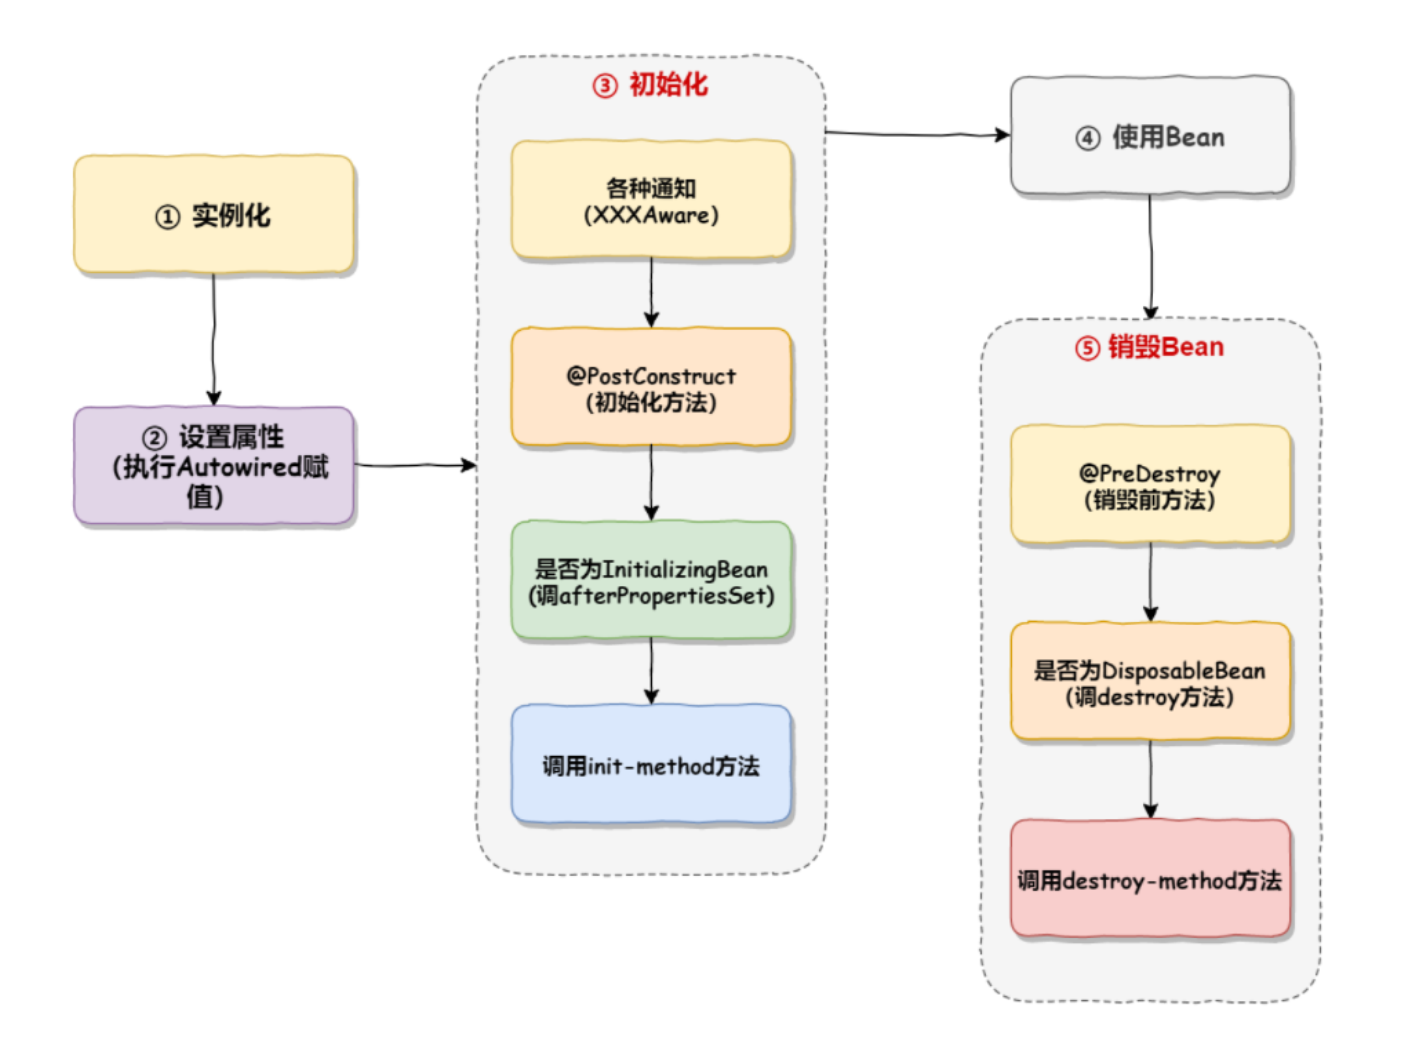 ① 实例化
② 设置属性
(执行Autowired赋
值)
③ 初始化
各种通知
(XXXAware)
@PostConstruct
(初始化方法)
是否为InitializingBean
(调afterPropertiesSet)
调用init-method方法
④ 使用Bean
⑤ 销毁Bean
@PreDestroy
(销毁前方法)
是否为DisposableBean
(调destroy方法)
调用destroy-method方法